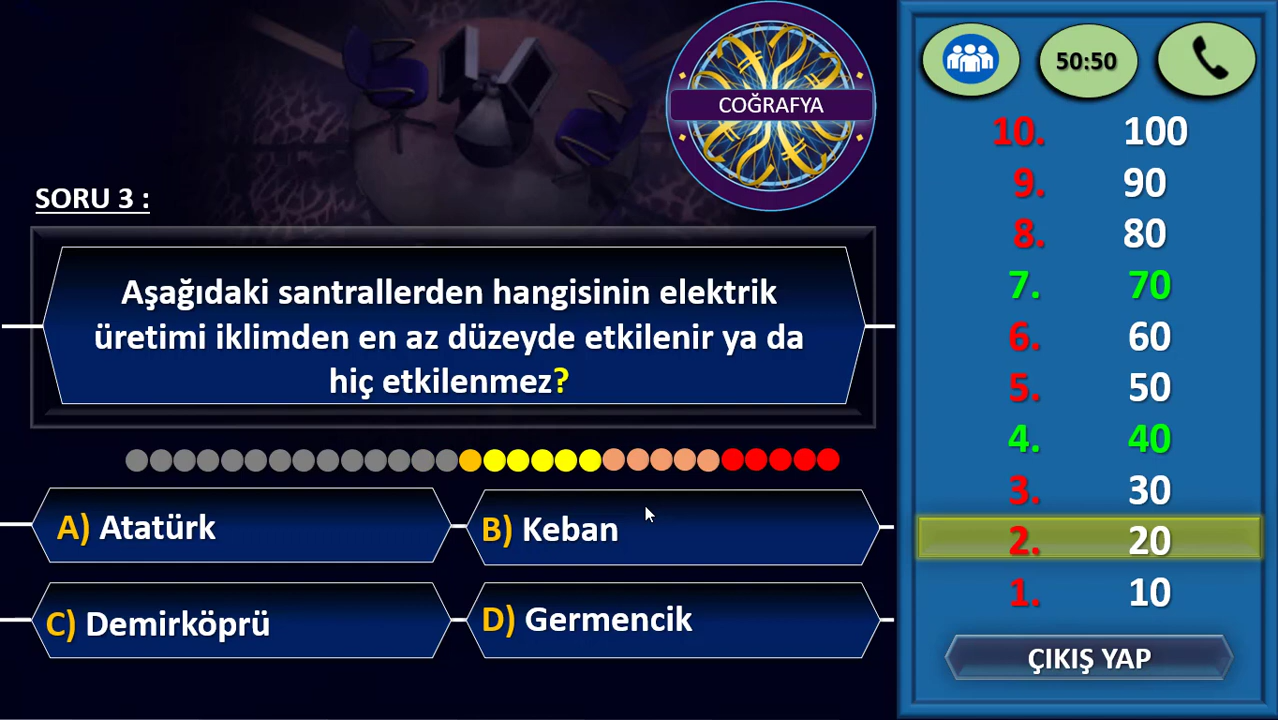 COĞRAFYA
SORU 3 :
Aşağıdaki santrallerden hangisinin elektrik
üretimi iklimden en az düzeyde etkilenir ya da
hiç etkilenmez?
A) Atatürk
B) Keban
C) Demirköprü
D) Germencik
50:50
10. 100
9. 90
8. 80
7. 70
6. 60
5. 50
4. 40
3. 30
2. 20
1. 10
ÇIKIŞ YAP